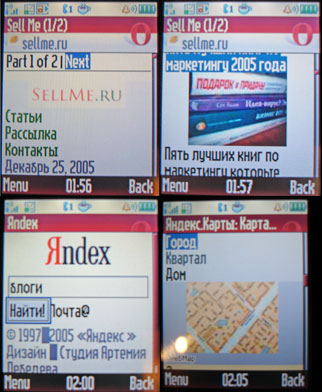 Sell Me (1/2)
sellme.ru
Part 1 of 2 | Next
SELLME.RU
Статьи
Рассылка
Контакты
Декабрь 25, 2005
Menu 01:56 Back
Sell Me (1/2)
sellme.ru
маркетингу 2005 года
ПОДАРОК
Пять лучших книг по
маркетингу которые
Menu 01:57 Back
Яndex
Яndex
блоги
Найти! Почта@
© 1997 2005 «Яндекс»
Дизайн Студия Артемия
Лебедева
Menu 02:00 Back
Яндекс.Карты: Карта...
Город
Квартал
Дом
Menu 02:05 Back